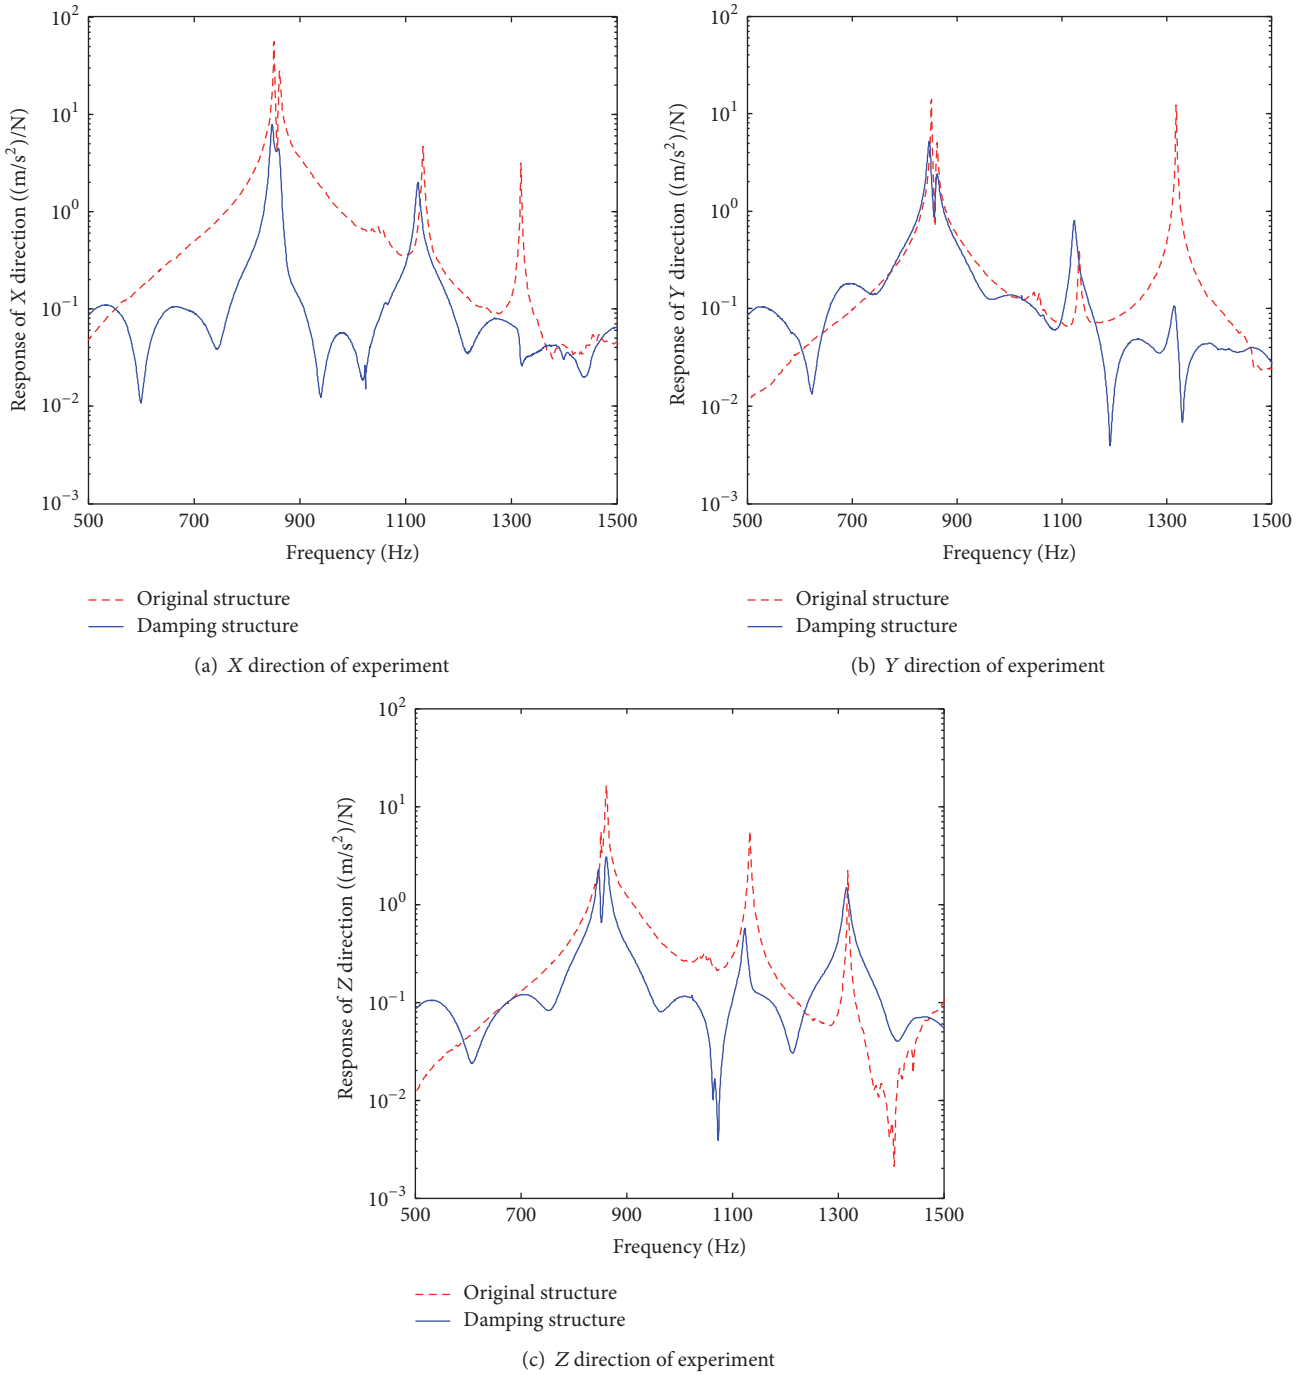 10²
10¹
10⁰
10⁻¹
10⁻²
10⁻³
Response of X direction ((m/s²)/N)
500 700 900 1100 1300 1500
Frequency (Hz)
Original structure
Damping structure
(a) X direction of experiment
10²
10¹
10⁰
10⁻¹
10⁻²
10⁻³
Response of Y direction ((m/s²)/N)
500 700 900 1100 1300 1500
Frequency (Hz)
Original structure
Damping structure
(b) Y direction of experiment
10²
10¹
10⁰
10⁻¹
10⁻²
10⁻³
Response of Z direction ((m/s²)/N)
500 700 900 1100 1300 1500
Frequency (Hz)
Original structure
Damping structure
(c) Z direction of experiment